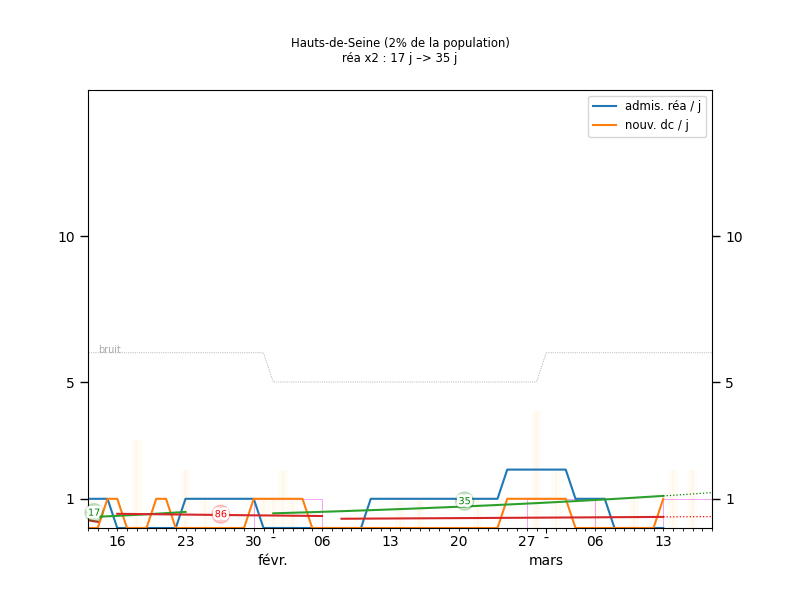 Hauts-de-Seine (2% de la population)
réa x2 : 17 j –> 35 j
admis. réa / j
nouv. dc / j
10 10
bruit
5 5
1 1
17 86 35
16 23 30 - 06 13 20 27 - 06 13
févr. mars